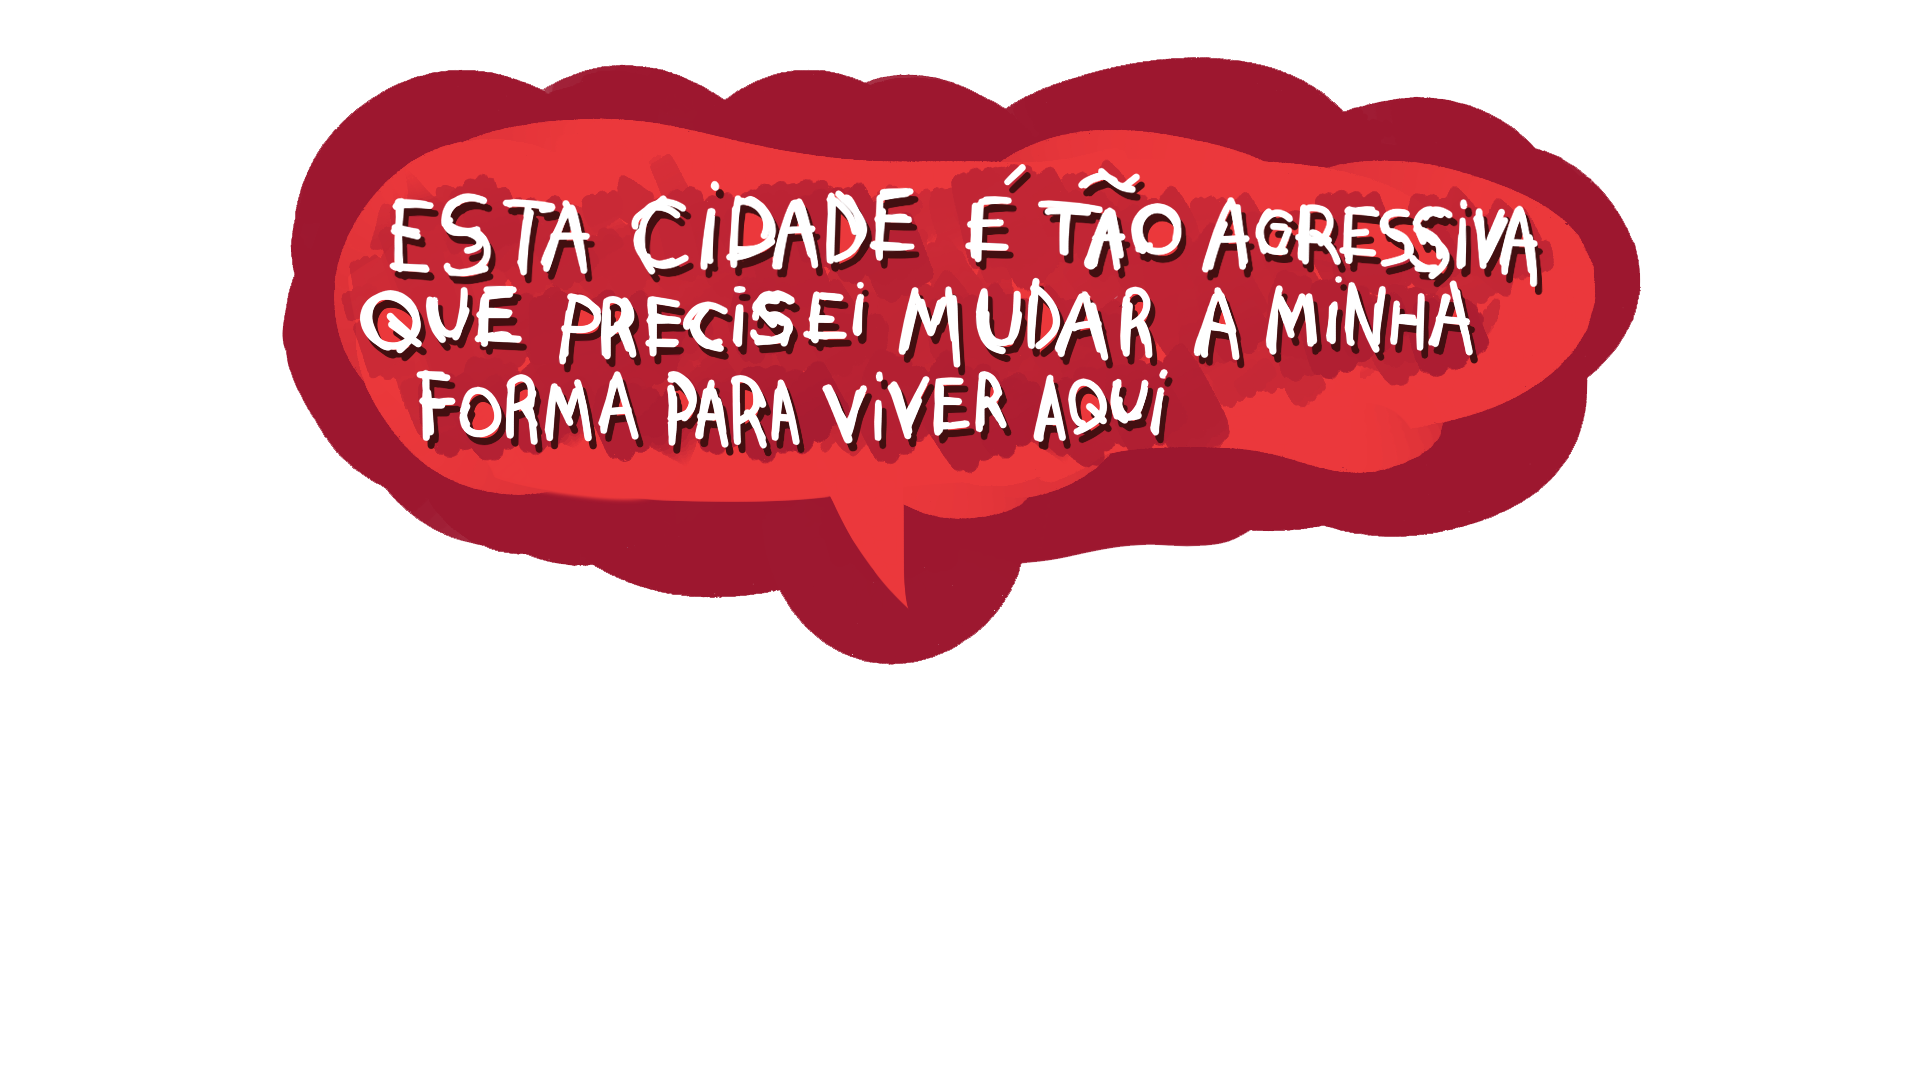 ESTA CiDADE É TÃO AGRESSiVA
QUE PRECiSEi MUDAR A MiNHA
FORMA PARA ViVER AQUi